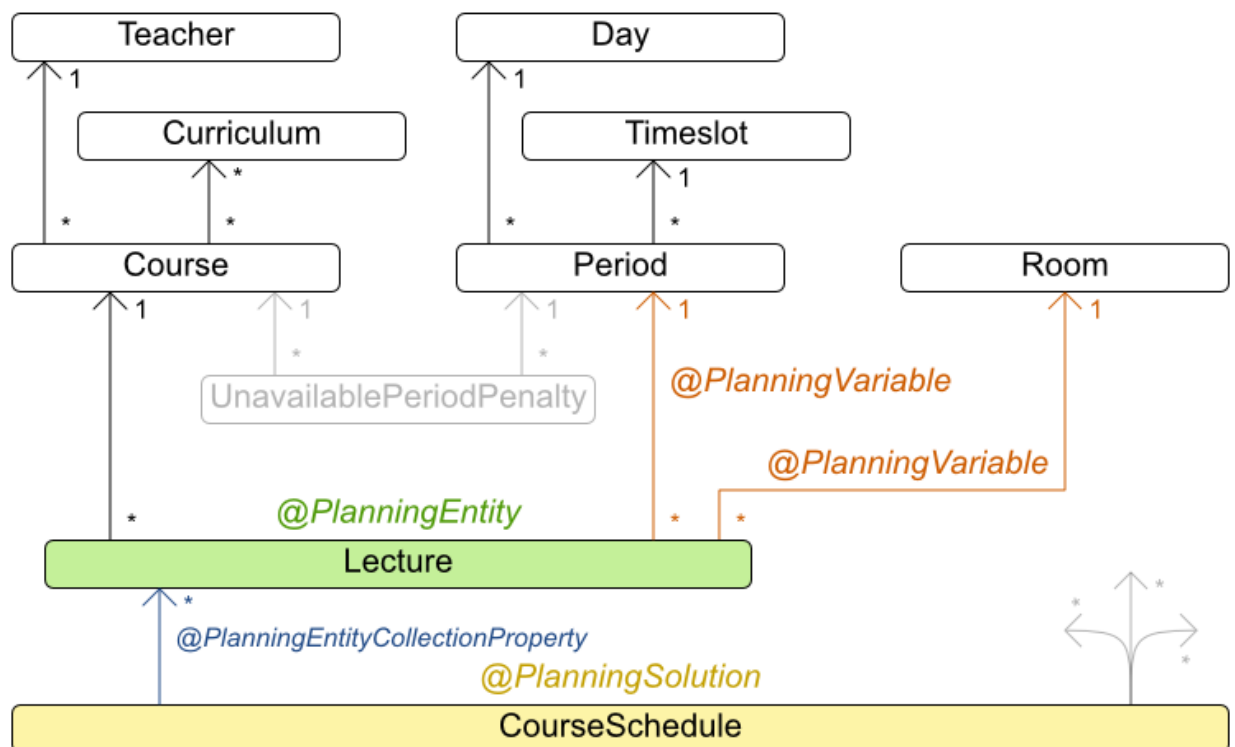 Teacher
Day
1
1
Curriculum
Timeslot
*
1
*
*
*
*
Course
Period
Room
1
1
1
1
1
*
*
UnavailablePeriodPenalty
@PlanningVariable
@PlanningVariable
@PlanningEntity
*
*
*
Lecture
*
@PlanningEntityCollectionProperty
*
*
*
@PlanningSolution
CourseSchedule